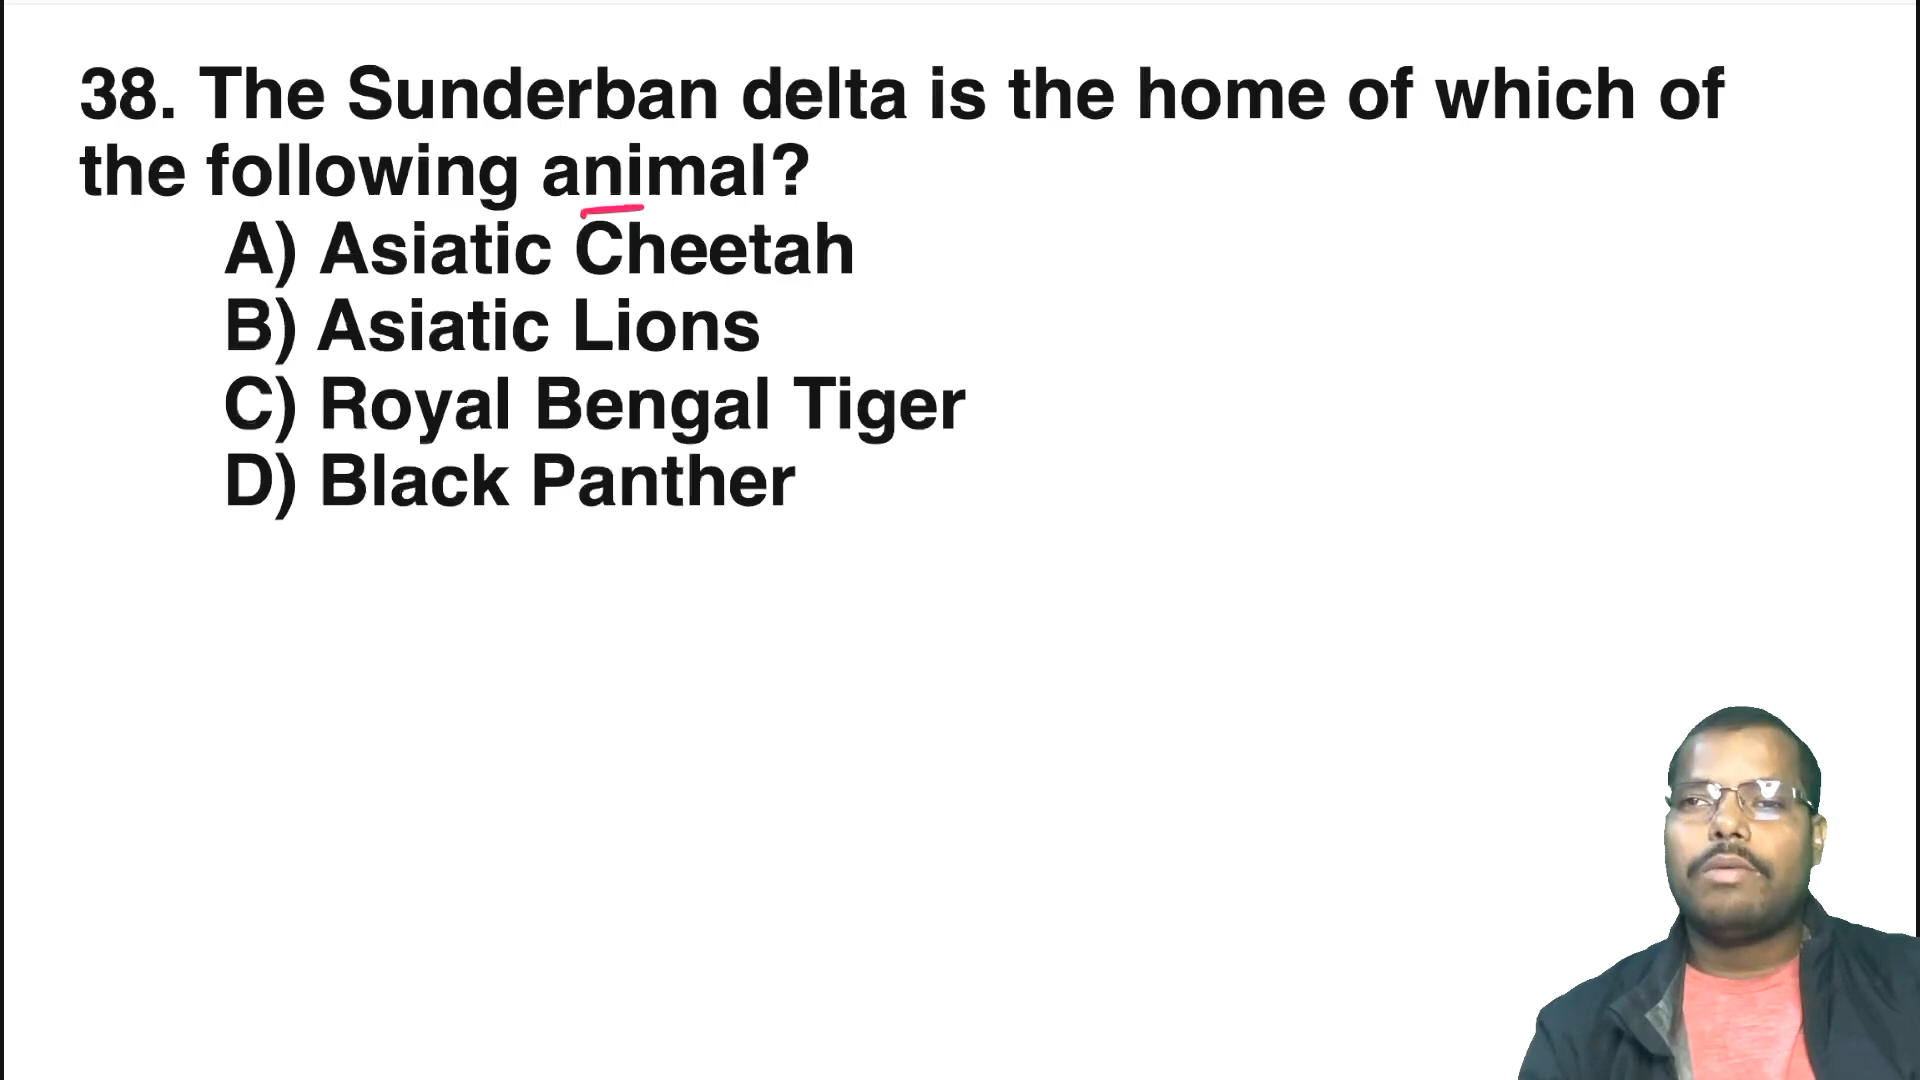 38. The Sunderban delta is the home of which of
the following animal?
A) Asiatic Cheetah
B) Asiatic Lions
C) Royal Bengal Tiger
D) Black Panther